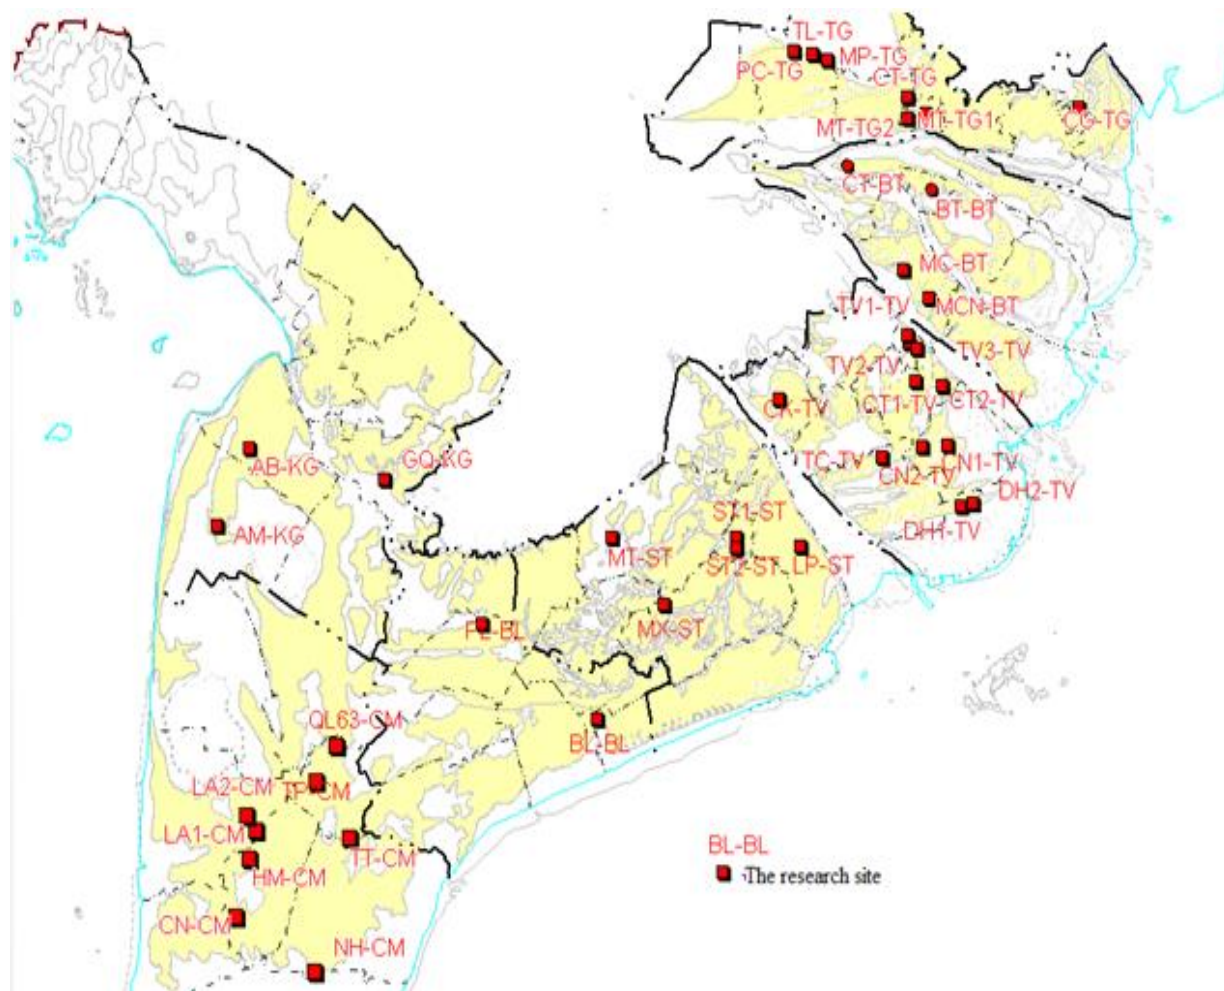 TL-TG
MP-TG
PC-TG
CT-TG
MT-TG1
CG-TG
MT-TG2
CT-BT
BT-BT
MC-BT
TV1-TV
MCN-BT
TV3-TV
TV2-TV
CT1-TV
CT2-TV
CA-TV
TC-TV
CN1-TV
CN2-TV
DH2-TV
DH1-TV
AB-KG
GQ-KG
AM-KG
ST1-ST
MT-ST
ST2-ST
LP-ST
MX-ST
PL-BL
BL-BL
QL63-CM
LA2-CM
TP-CM
LA1-CM
TT-CM
HM-CM
CN-CM
NH-CM
BL-BL
The research site